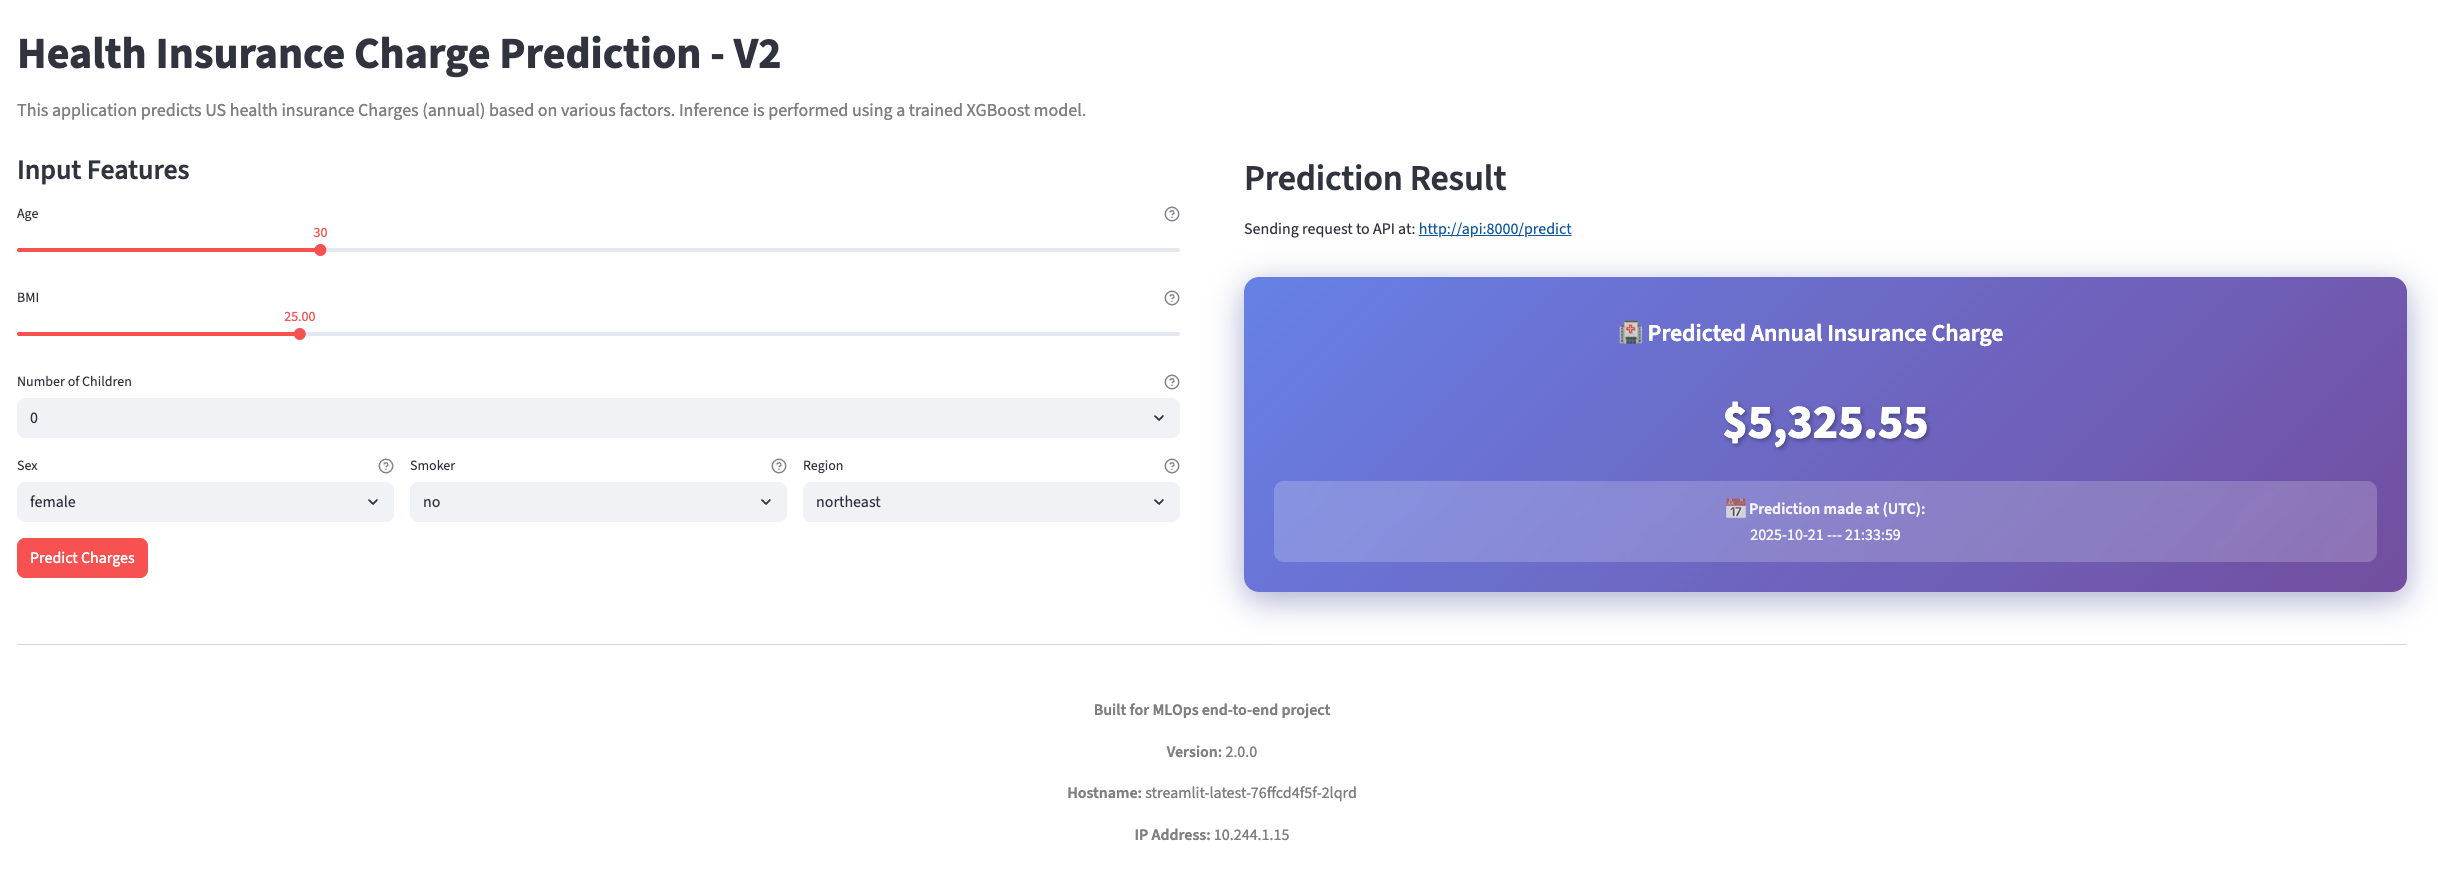 Health Insurance Charge Prediction - V2
This application predicts US health insurance Charges (annual) based on various factors. Inference is performed using a trained XGBoost model.
Input Features
Age
30
BMI
25.00
Number of Children
0
Sex
Smoker
Region
female
no
northeast
Predict Charges
Prediction Result
Sending request to API at: http://api:8000/predict
Predicted Annual Insurance Charge
$5,325.55
17 Prediction made at (UTC):
2025-10-21 --- 21:33:59
Built for MLOps end-to-end project
Version: 2.0.0
Hostname: streamlit-latest-76ffcd4f5f-2lqrd
IP Address: 10.244.1.15